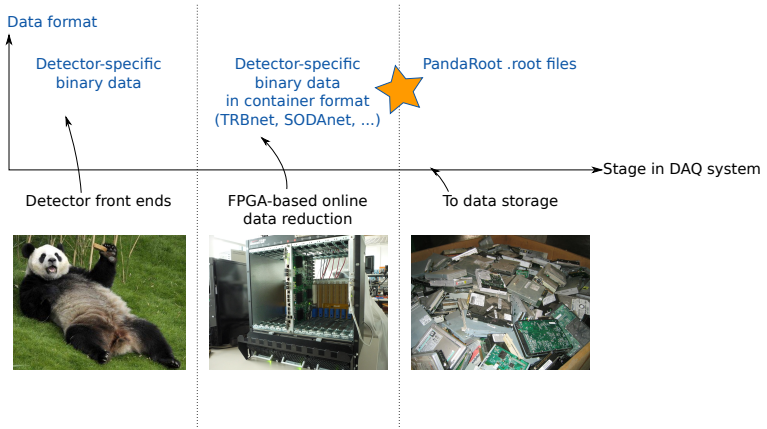 Data format
Detector-specific
binary data
Detector-specific
binary data
in container format
(TRBnet, SODAnet, ...)
PandaRoot .root files
Stage in DAQ system
Detector front ends
FPGA-based online
data reduction
To data storage